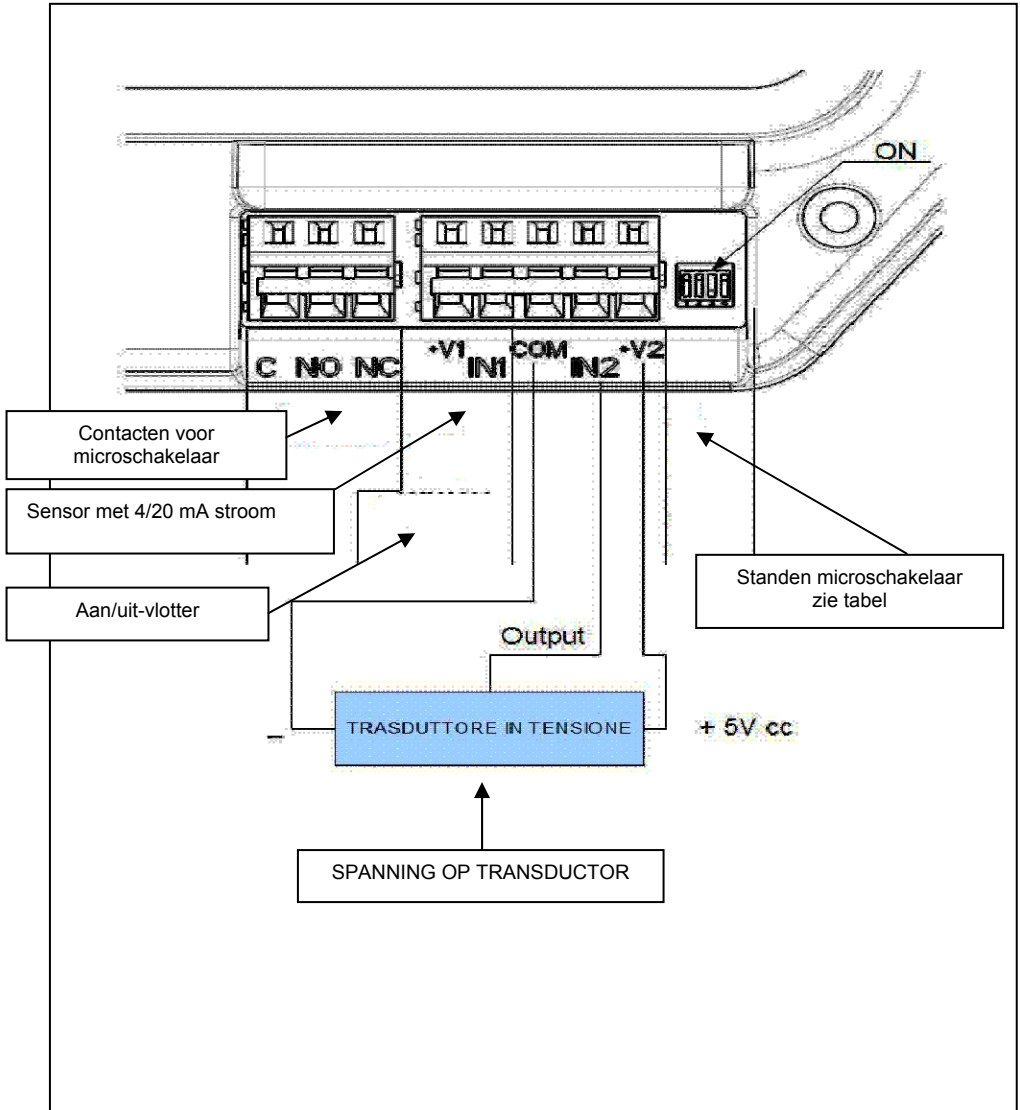 ON
C NO NC +V1 IN1 COM IN2 +V2
Contacten voor
microschakelaar
Sensor met 4/20 mA stroom
Aan/uit-vlotter
Standen microschakelaar
zie tabel
Output
– TRASDUTTORE IN TENSIONE + 5V cc
SPANNING OP TRANSDUCTOR